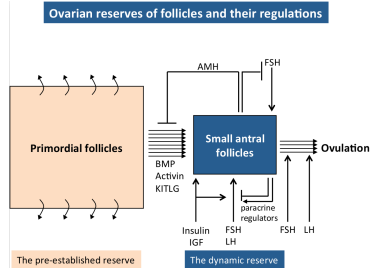 Ovarian reserves of follicles and their regulations
AMH
FSH
Primordial follicles
Small antral
follicles
Ovulation
BMP
Activin
KITLG
paracrine
regulators
Insulin
IGF
FSH
LH
FSH
LH
The pre-established reserve
The dynamic reserve